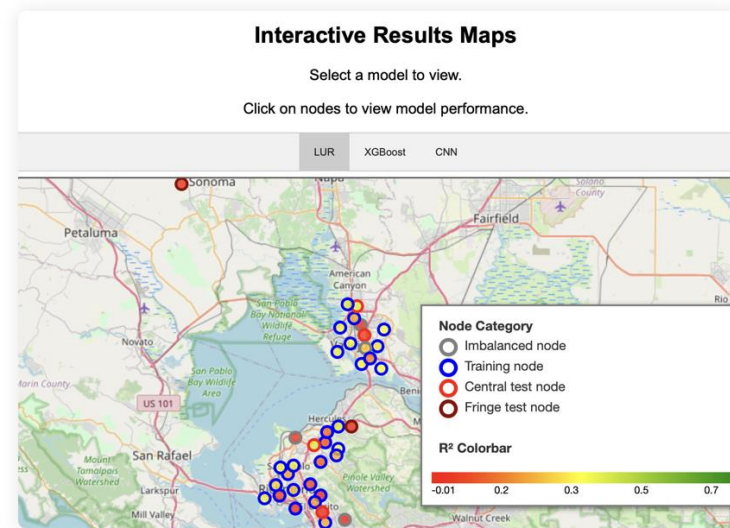 Interactive Results Maps
Select a model to view.
Click on nodes to view model performance.
LUR
XGBoost
CNN
Sonoma
Napa
Solano
County
Petaluma
Fairfield
American
Canyon
Rio
San Pablo
Bay National
Wildlife
Refuge
Novato
San Pablo
Bay Wildlife
Area
Marin County
US 101
Node Category
Imbalanced node
Training node
Central test node
Fringe test node
R² Colorbar
-0.01
0.2
0.3
0.5
0.7
Hercules
San Rafael
Mount
Tamalpais
Watershed
Pinole Valley
Watershed
Larkspur
Mill Valley
Walnut Creek